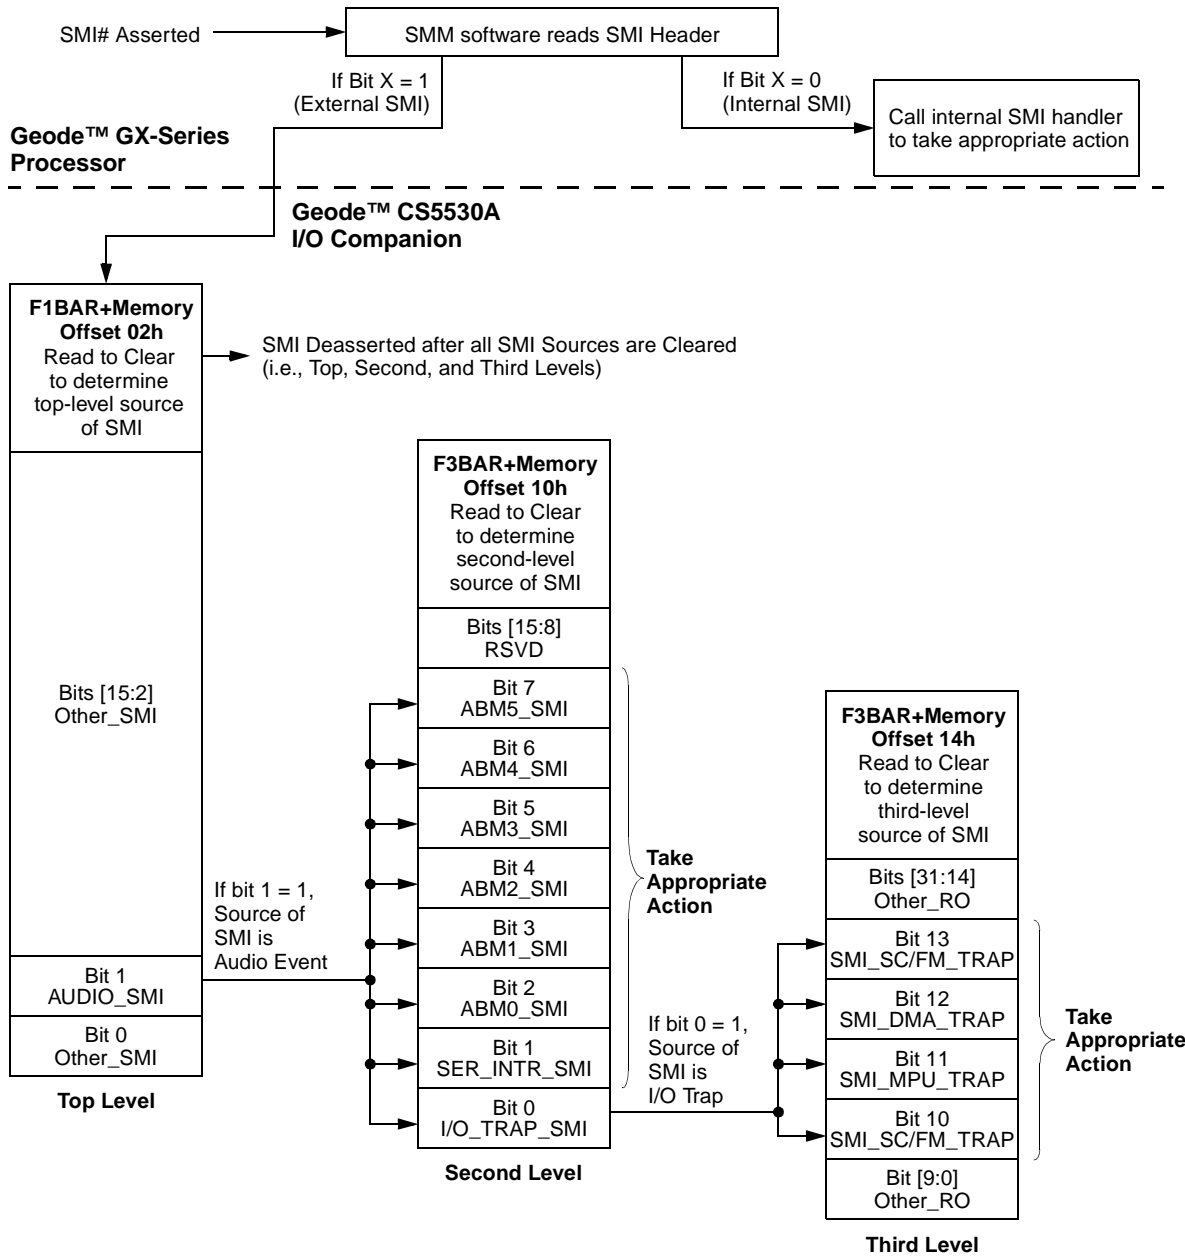 SMI# Asserted
SMM software reads SMI Header
If Bit X = 1
(External SMI)
If Bit X = 0
(Internal SMI)
Call internal SMI handler
to take appropriate action
Geode™ GX-Series
Processor
Geode™ CS5530A
I/O Companion
F1BAR+Memory
Offset 02h
Read to Clear
to determine
top-level source
of SMI
SMI Deasserted after all SMI Sources are Cleared
(i.e., Top, Second, and Third Levels)
Bits [15:2]
Other_SMI
Bit 1
AUDIO_SMI
Bit 0
Other_SMI
Top Level
If bit 1 = 1,
Source of
SMI is
Audio Event
F3BAR+Memory
Offset 10h
Read to Clear
to determine
second-level
source of SMI
Bits [15:8]
RSVD
Bit 7
ABM5_SMI
Bit 6
ABM4_SMI
Bit 5
ABM3_SMI
Bit 4
ABM2_SMI
Bit 3
ABM1_SMI
Bit 2
ABM0_SMI
Bit 1
SER_INTR_SMI
Bit 0
I/O_TRAP_SMI
Second Level
Take
Appropriate
Action
If bit 0 = 1,
Source of
SMI is
I/O Trap
F3BAR+Memory
Offset 14h
Read to Clear
to determine
third-level
source of SMI
Bits [31:14]
Other_RO
Bit 13
SMI_SC/FM_TRAP
Bit 12
SMI_DMA_TRAP
Bit 11
SMI_MPU_TRAP
Bit 10
SMI_SC/FM_TRAP
Bit [9:0]
Other_RO
Third Level
Take
Appropriate
Action